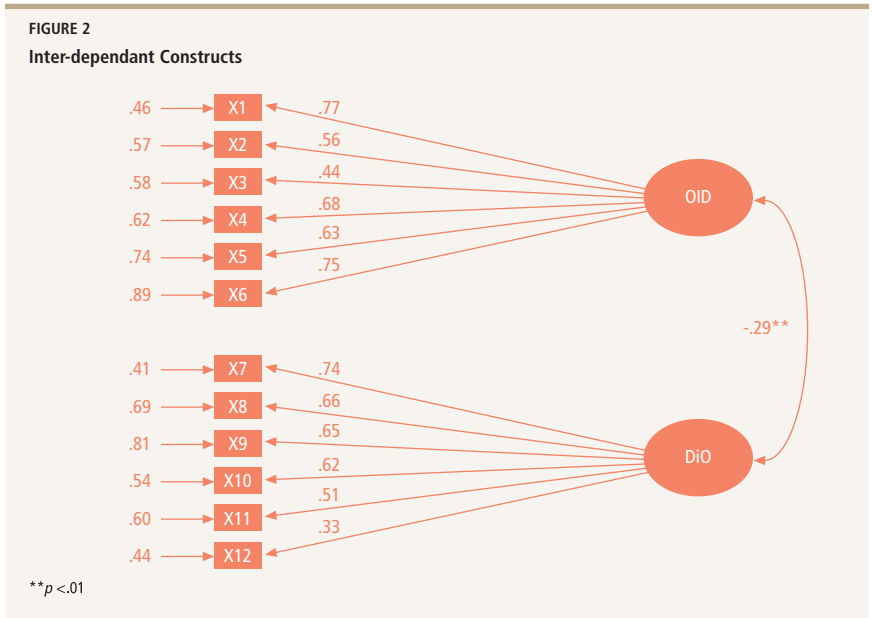 FIGURE 2
Inter-dependant Constructs
.46 X1 .77
.57 X2 .56
.58 X3 .44
.62 X4 .68
.74 X5 .63
.89 X6 .75
OID
-.29**
.41 X7 .74
.69 X8 .66
.81 X9 .65
.54 X10 .62
.60 X11 .51
.44 X12 .33
DiO
**p <.01